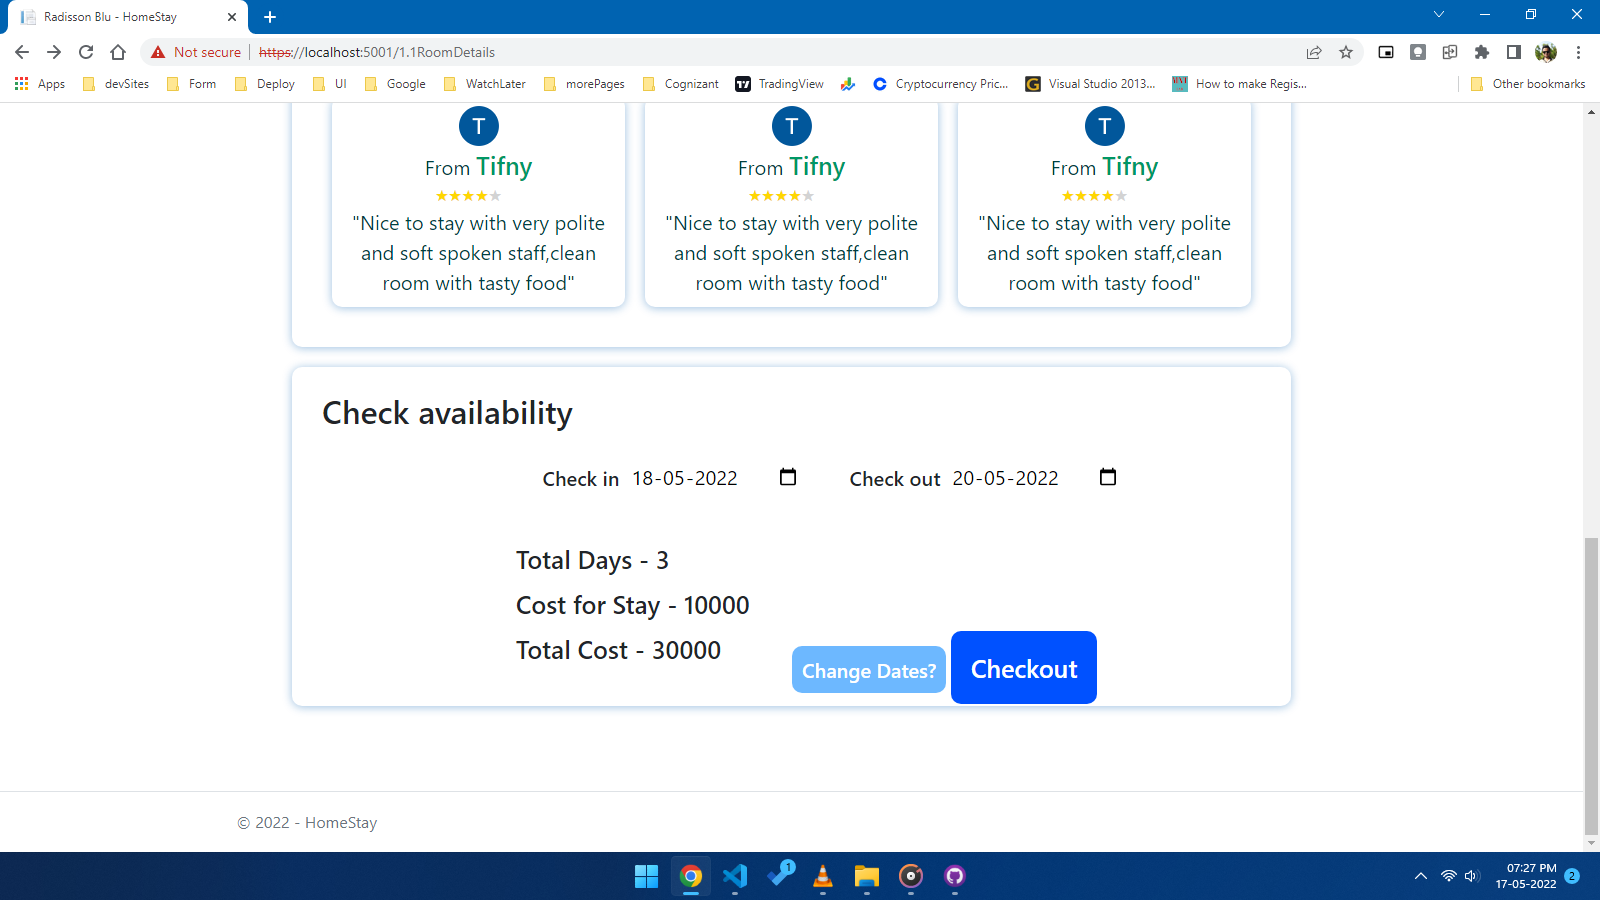 Radisson Blu - HomeStay
Not secure
https://localhost:5001/1.1RoomDetails
Apps
devSites
Form
Deploy
UI
Google
WatchLater
morePages
Cognizant
TradingView
Cryptocurrency Pric...
Visual Studio 2013...
How to make Regis...
Other bookmarks
T
From Tifny
"Nice to stay with very polite
and soft spoken staff,clean
room with tasty food"
T
From Tifny
"Nice to stay with very polite
and soft spoken staff,clean
room with tasty food"
T
From Tifny
"Nice to stay with very polite
and soft spoken staff,clean
room with tasty food"
Check availability
Check in 18-05-2022
Check out 20-05-2022
Total Days - 3
Cost for Stay - 10000
Total Cost - 30000
Change Dates?
Checkout
© 2022 - HomeStay
1
07:27 PM
17-05-2022
2